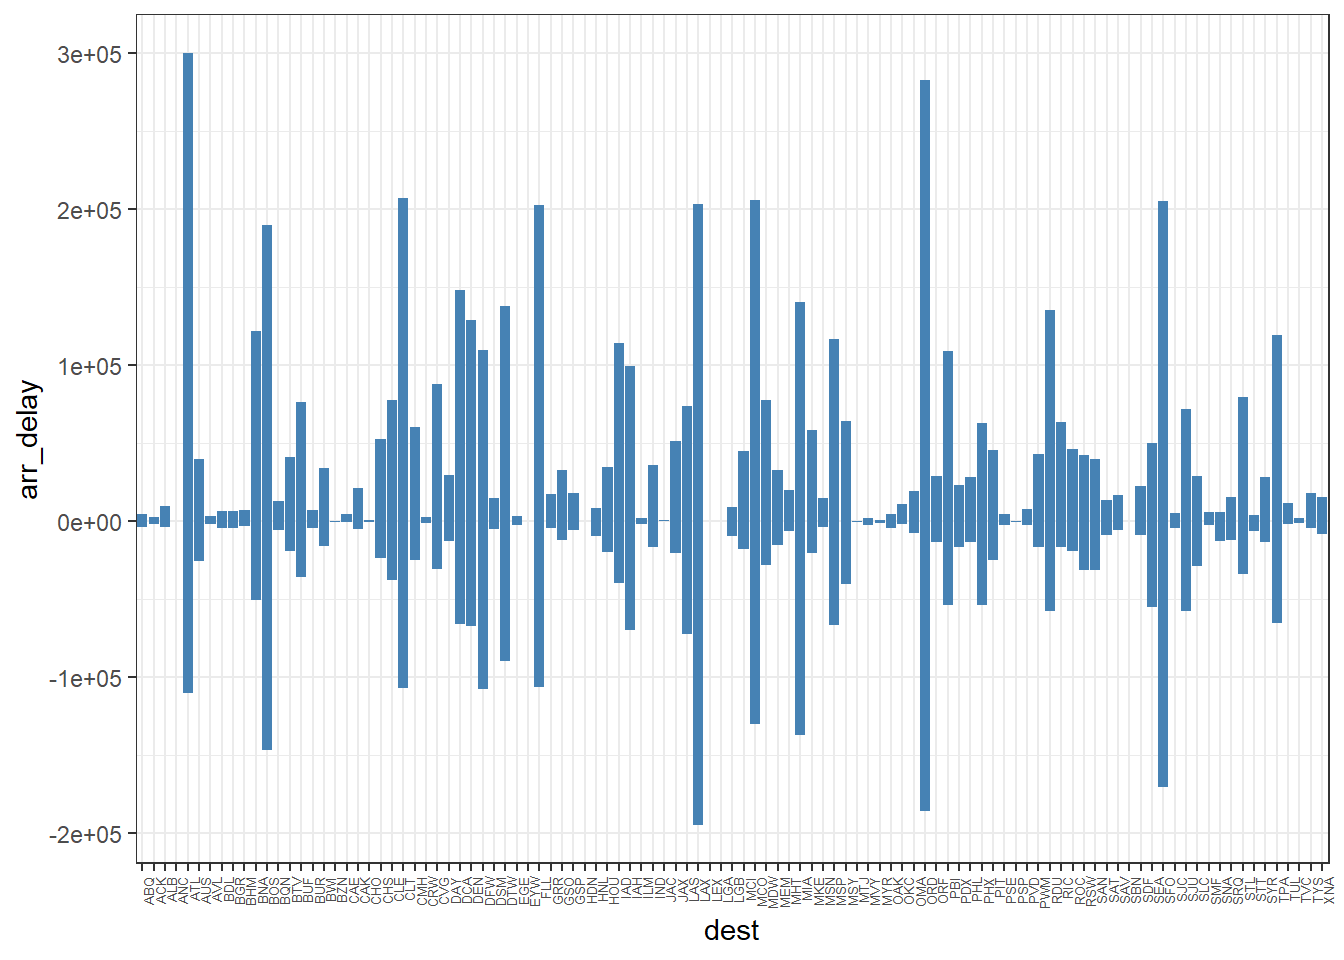 3e+05
2e+05
1e+05
0e+00
-1e+05
-2e+05
arr_delay
ABQ ACK ALB ANC ATL AUS AVL BDL BGR BHM BNA BOS BQN BTV BUF BUR BWI BZN CAE CAK CHO CHS CLE CLT CMH CRW CVG DAY DCA DEN DFW DSM DTW EGE EYW FLL GRR GSO GSP HDN HNL HOU IAD IAH ILM IND JAC JAX LAS LAX LEX LGA LGB MCI MCO MDW MEM MHT MIA MKE MSN MSP MSY MTJ MVY MYR OAK OKC OMA ORD ORF PBI PDX PHL PHX PIT PSE PSP PVD PWM RDU RIC ROC RSW SAN SAT SAV SBN SDF SEA SFO SJC SJU SLC SMF SNA SRQ STL STT SYR TPA TUL TVC TYS XNA
dest